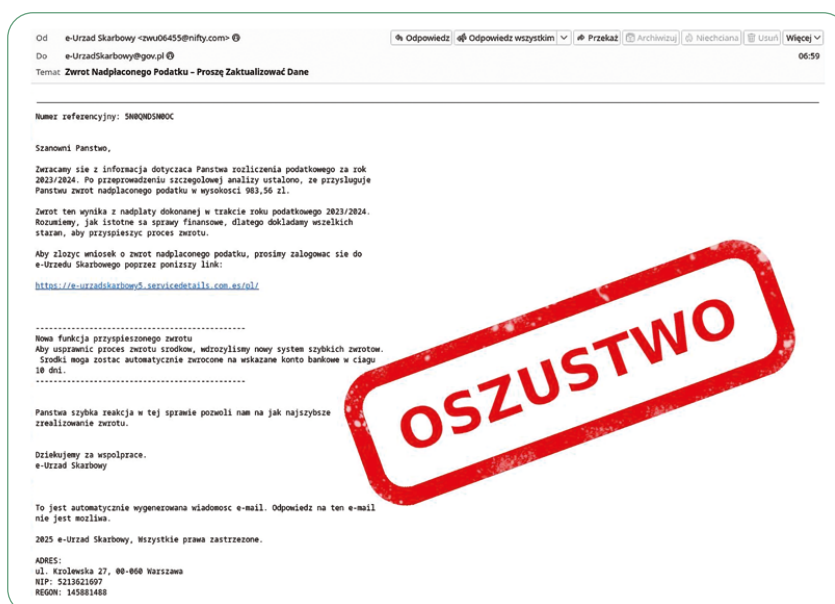 Od e-Urzad Skarbowy <zwu06455@nifty.com>
Odpowiedz Odpowiedz wszystkim Przekaż Archiwizuj Niechciana Usuń Więcej
Do e-UrzadSkarbowy@gov.pl
06:59
Temat Zwrot Nadpłaconego Podatku – Proszę Zaktualizować Dane
Numer referencyjny: 5N0QNDSN0OC
Szanowni Panstwo,
Zwracamy sie z informacja dotyczaca Panstwa rozliczenia podatkowego za rok
2023/2024. Po przeprowadzeniu szczegolowej analizy ustalono, ze przysluguje
Panstwu zwrot nadplaconego podatku w wysokosci 983,56 zl.
Zwrot ten wynika z nadplaty dokonanej w trakcie roku podatkowego 2023/2024.
Rozumiemy, jak istotne sa sprawy finansowe, dlatego dokladamy wszelkich
staran, aby przyspieszyc proces zwrotu.
Aby zlozyc wniosek o zwrot nadplaconego podatku, prosimy zalogowac sie do
e-Urzedu Skarbowego poprzez ponizszy link:
https://e-urzadskarbowy5.servicedetails.com.es/pl/
-----------------------------------------------
Nowa funkcja przyspieszonego zwrotu
Aby usprawnic proces zwrotu srodkow, wdrozylismy nowy system szybkich zwrotow.
Srodki moga zostac automatycznie zwrocone na wskazane konto bankowe w ciagu
10 dni.
-----------------------------------------------
OSZUSTWO
Panstwa szybka reakcja w tej sprawie pozwoli nam na jak najszybsze
zrealizowanie zwrotu.
Dziekujemy za wspolprace.
e-Urzad Skarbowy
To jest automatycznie wygenerowana wiadomosc e-mail. Odpowiedz na ten e-mail
nie jest mozliwa.
2025 e-Urzad Skarbowy, Wszystkie prawa zastrzezone.
ADRES:
ul. Krolewska 27, 00-060 Warszawa
NIP: 5213621697
REGON: 145881488